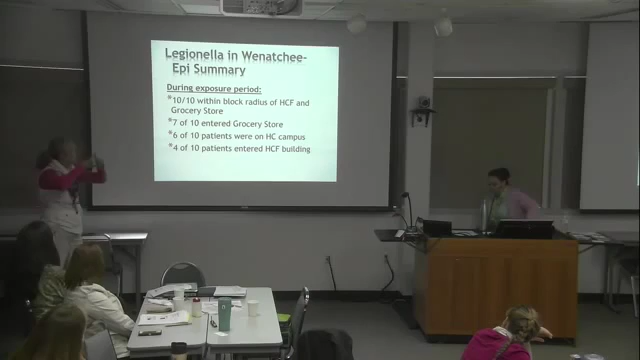 Legionella in Wenatchee-
Epi Summary
During exposure period:
*10/10 within block radius of HCF and
Grocery Store
*7 of 10 entered Grocery Store
*6 of 10 patients were on HC campus
*4 of 10 patients entered HCF building